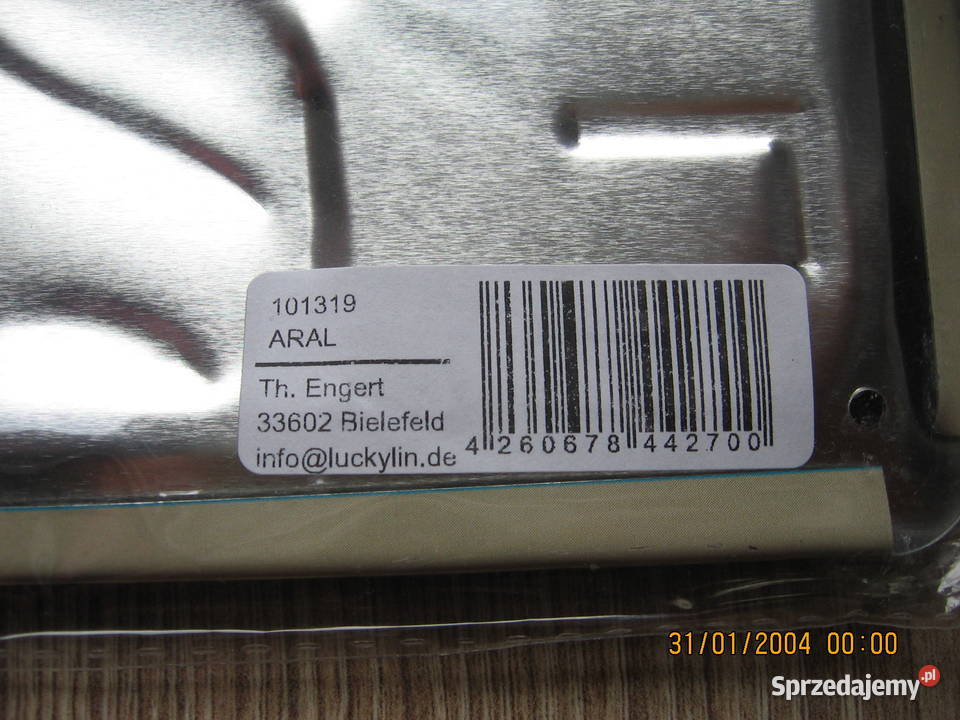 101319
ARAL
Th. Engert
33602 Bielefeld
info@luckylin.de
4 260678 442700
31/01/2004 00:00
Sprzedajemy.pl